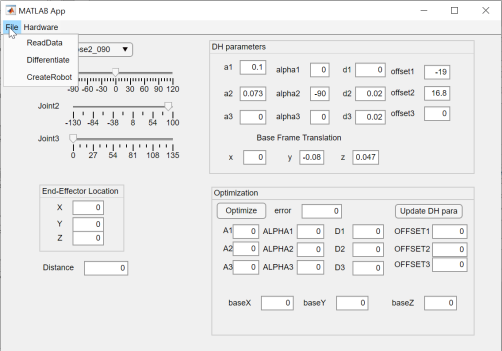 MATLAB App
File Hardware
ReadData
Differentiate
CreateRobot
ose2_090
-90 -60 -30 0 30 60 90 120
Joint2
-130 -84 -38 8 54 100
Joint3
0 27 54 81 108 135
End-Effector Location
X 0
Y 0
Z 0
Distance 0
DH parameters
a1 0.1 alpha1 0 d1 0 offset1 -19
a2 0.073 alpha2 -90 d2 0.02 offset2 16.8
a3 0 alpha3 0 d3 0.02 offset3 0
Base Frame Translation
x 0 y -0.08 z 0.047
Optimization
Optimize error 0 Update DH para
A1 0 ALPHA1 0 D1 0 OFFSET1 0
A2 0 ALPHA2 0 D2 0 OFFSET2 0
A3 0 ALPHA3 0 D3 0 OFFSET3 0
baseX 0 baseY 0 baseZ 0